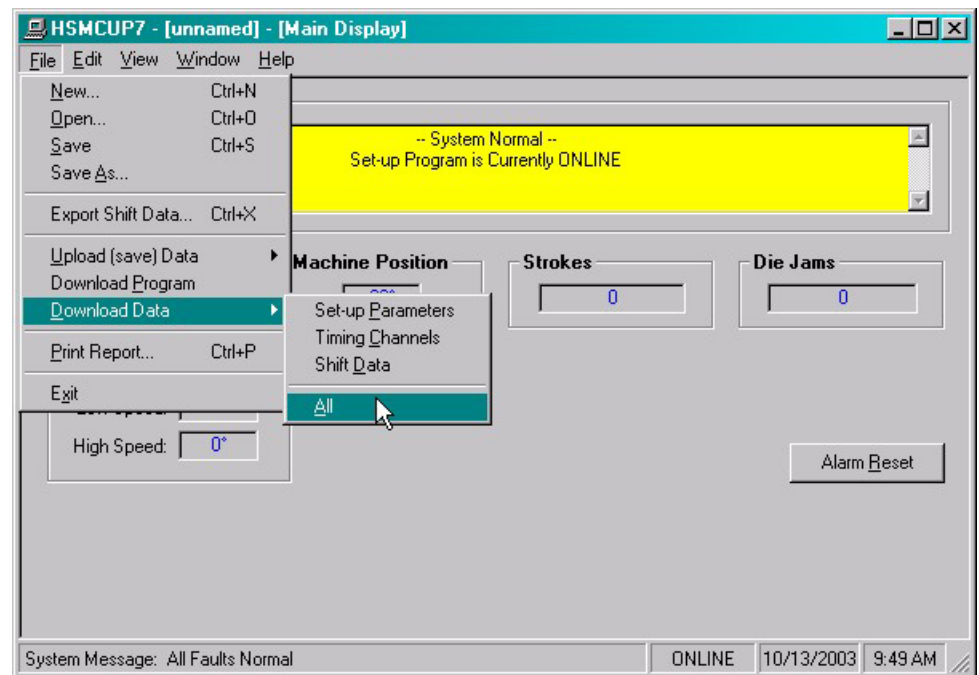 HSMCUP7 - [unnamed] - [Main Display]
File Edit View Window Help
New... Ctrl+N
Open... Ctrl+O
Save Ctrl+S
Save As...
Export Shift Data... Ctrl+X
Upload (save) Data
Download Program
Download Data
Print Report... Ctrl+P
Exit
Set-up Parameters
Timing Channels
Shift Data
All
-- System Normal --
Set-up Program is Currently ONLINE
Machine Position
Strokes
0
Die Jams
0
High Speed: 0°
Alarm Reset
System Message: All Faults Normal
ONLINE
10/13/2003
9:49 AM